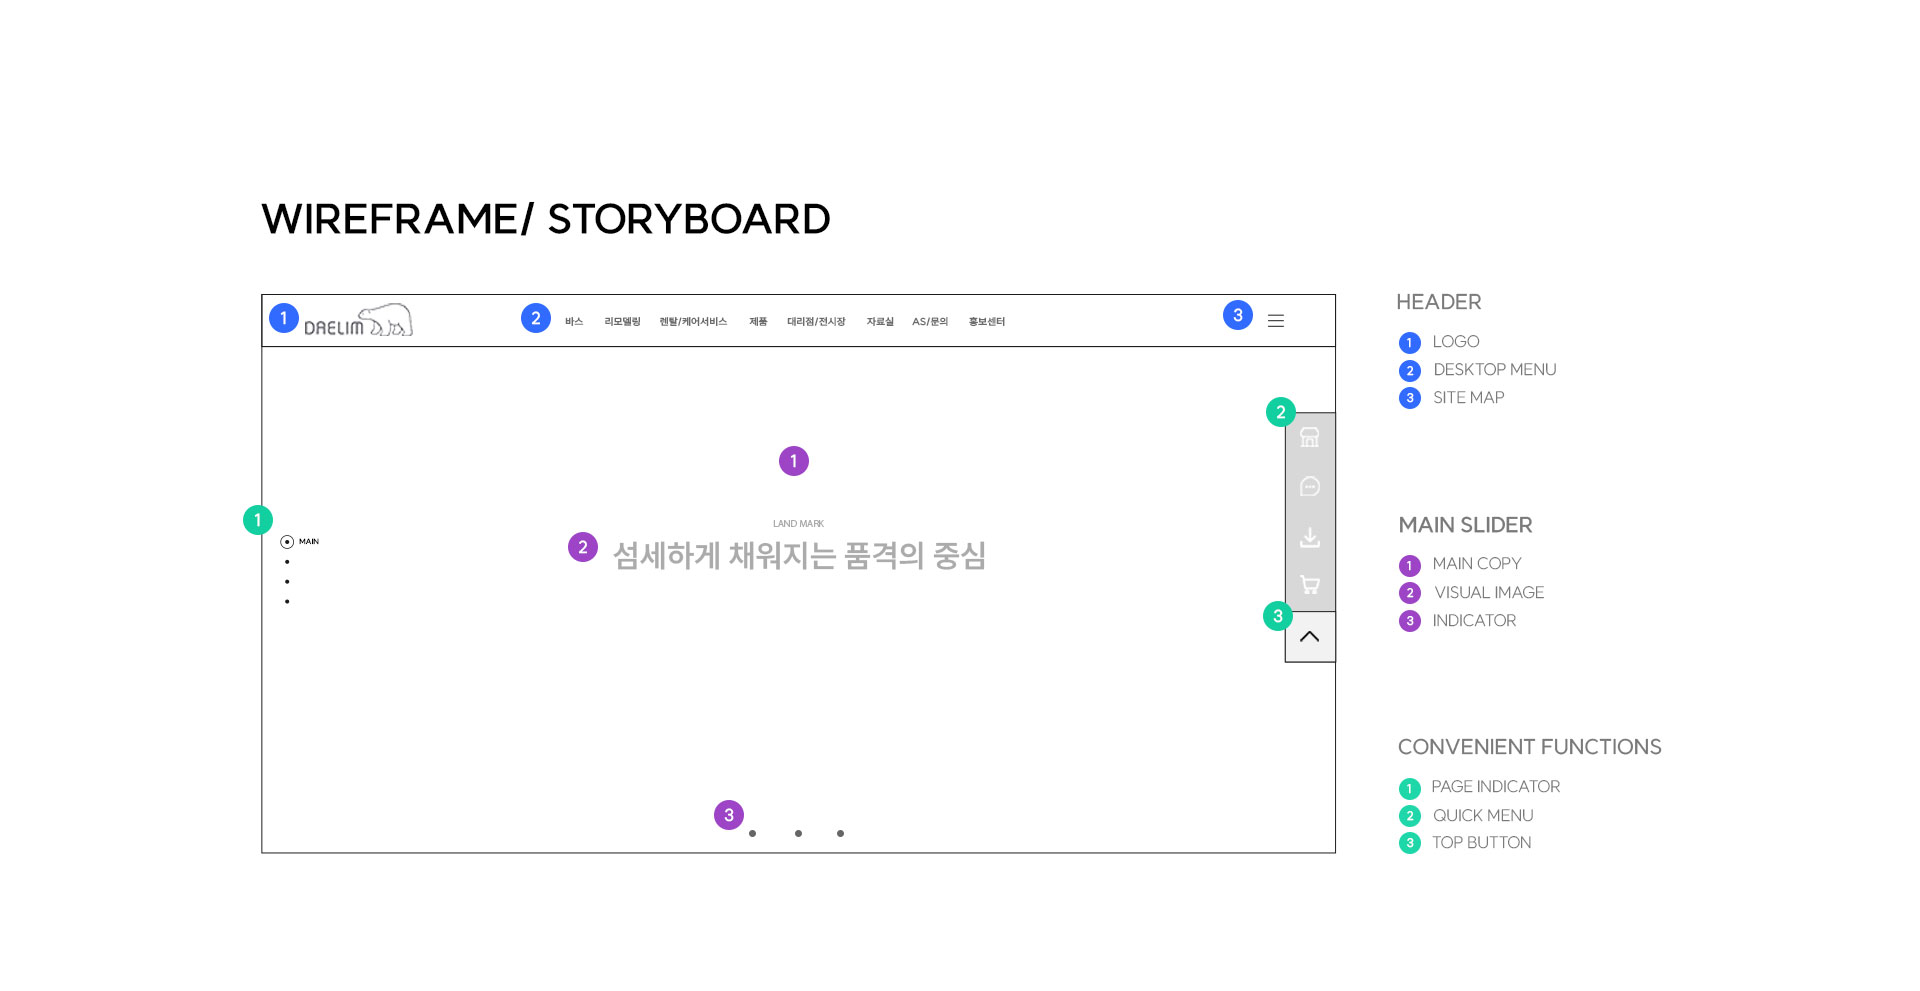 WIREFRAME/ STORYBOARD
1 DAELIM 2 바스 리모델링 렌탈/케어서비스 제품 대리점/전시장 자료실 AS/문의 홍보센터 3
2
1
1
MAIN
LAND MARK
2 섬세하게 채워지는 품격의 중심
3
3
HEADER
1 LOGO
2 DESKTOP MENU
3 SITE MAP
MAIN SLIDER
1 MAIN COPY
2 VISUAL IMAGE
3 INDICATOR
CONVENIENT FUNCTIONS
1 PAGE INDICATOR
2 QUICK MENU
3 TOP BUTTON